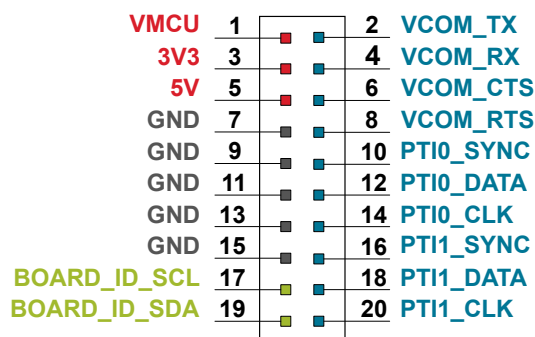 VMCU 1 2 VCOM_TX
3V3 3 4 VCOM_RX
5V 5 6 VCOM_CTS
GND 7 8 VCOM_RTS
GND 9 10 PTI0_SYNC
GND 11 12 PTI0_DATA
GND 13 14 PTI0_CLK
GND 15 16 PTI1_SYNC
BOARD_ID_SCL 17 18 PTI1_DATA
BOARD_ID_SDA 19 20 PTI1_CLK